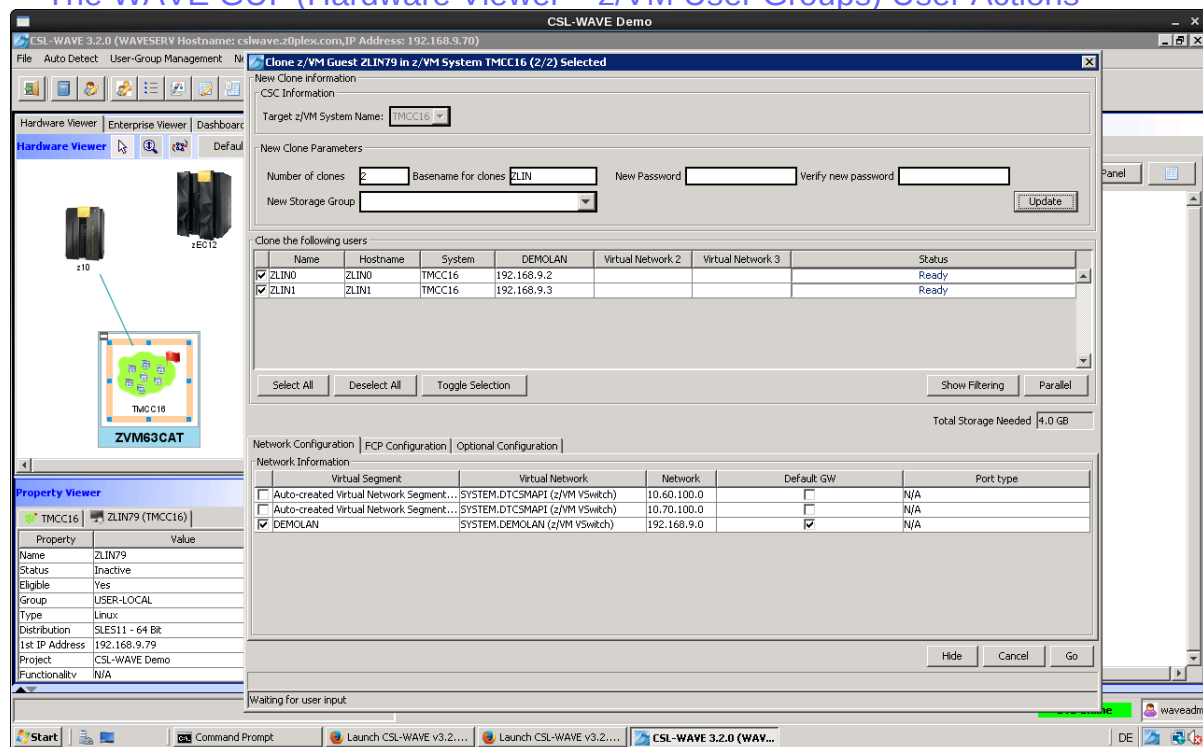 The WAVE GUI (Hardware Viewer – z/VM User Groups) User Actions
CSL-WAVE Demo
CSL-WAVE 3.2.0 (WAVESERV Hostname: cslwave.z0plex.com,IP Address: 192.168.9.70)
File Auto Detect User-Group Management
Clone z/VM Guest ZLIN79 in z/VM System TMCC16 (2/2) Selected
New Clone information
CSC Information
Target z/VM System Name: TMCC16
Hardware Viewer Enterprise Viewer Dashboard
Hardware Viewer
New Clone Parameters
Number of clones 2 Basename for clones ZLIN New Password Verify new password
Panel
New Storage Group Update
zEC12
z10
Clone the following users
Name Hostname System DEMOLAN Virtual Network 2 Virtual Network 3 Status
ZLIN0 ZLIN0 TMCC16 192.168.9.2 Ready
ZLIN1 ZLIN1 TMCC16 192.168.9.3 Ready
TMCC16
ZVM63CAT
Select All Deselect All Toggle Selection Show Filtering Parallel
Total Storage Needed 4.0 GB
Network Configuration FCP Configuration Optional Configuration
Network Information
Virtual Segment Virtual Network Network Default GW Port type
Auto-created Virtual Network Segment... SYSTEM.DTCSMAPI (z/VM VSwitch) 10.60.100.0 N/A
Auto-created Virtual Network Segment... SYSTEM.DTCSMAPI (z/VM VSwitch) 10.70.100.0 N/A
DEMOLAN SYSTEM.DEMOLAN (z/VM VSwitch) 192.168.9.0 N/A
Property Viewer
TMCC16 ZLIN79 (TMCC16)
Property Value
Name ZLIN79
Status Inactive
Eligible Yes
Group USER-LOCAL
Type Linux
Distribution SLES11 - 64 Bit
1st IP Address 192.168.9.79
Project CSL-WAVE Demo
Functionality N/A
Hide Cancel Go
Waiting for user input
waveadm
Start Command Prompt Launch CSL-WAVE v3.2.... Launch CSL-WAVE v3.2.... CSL-WAVE 3.2.0 (WAV... DE